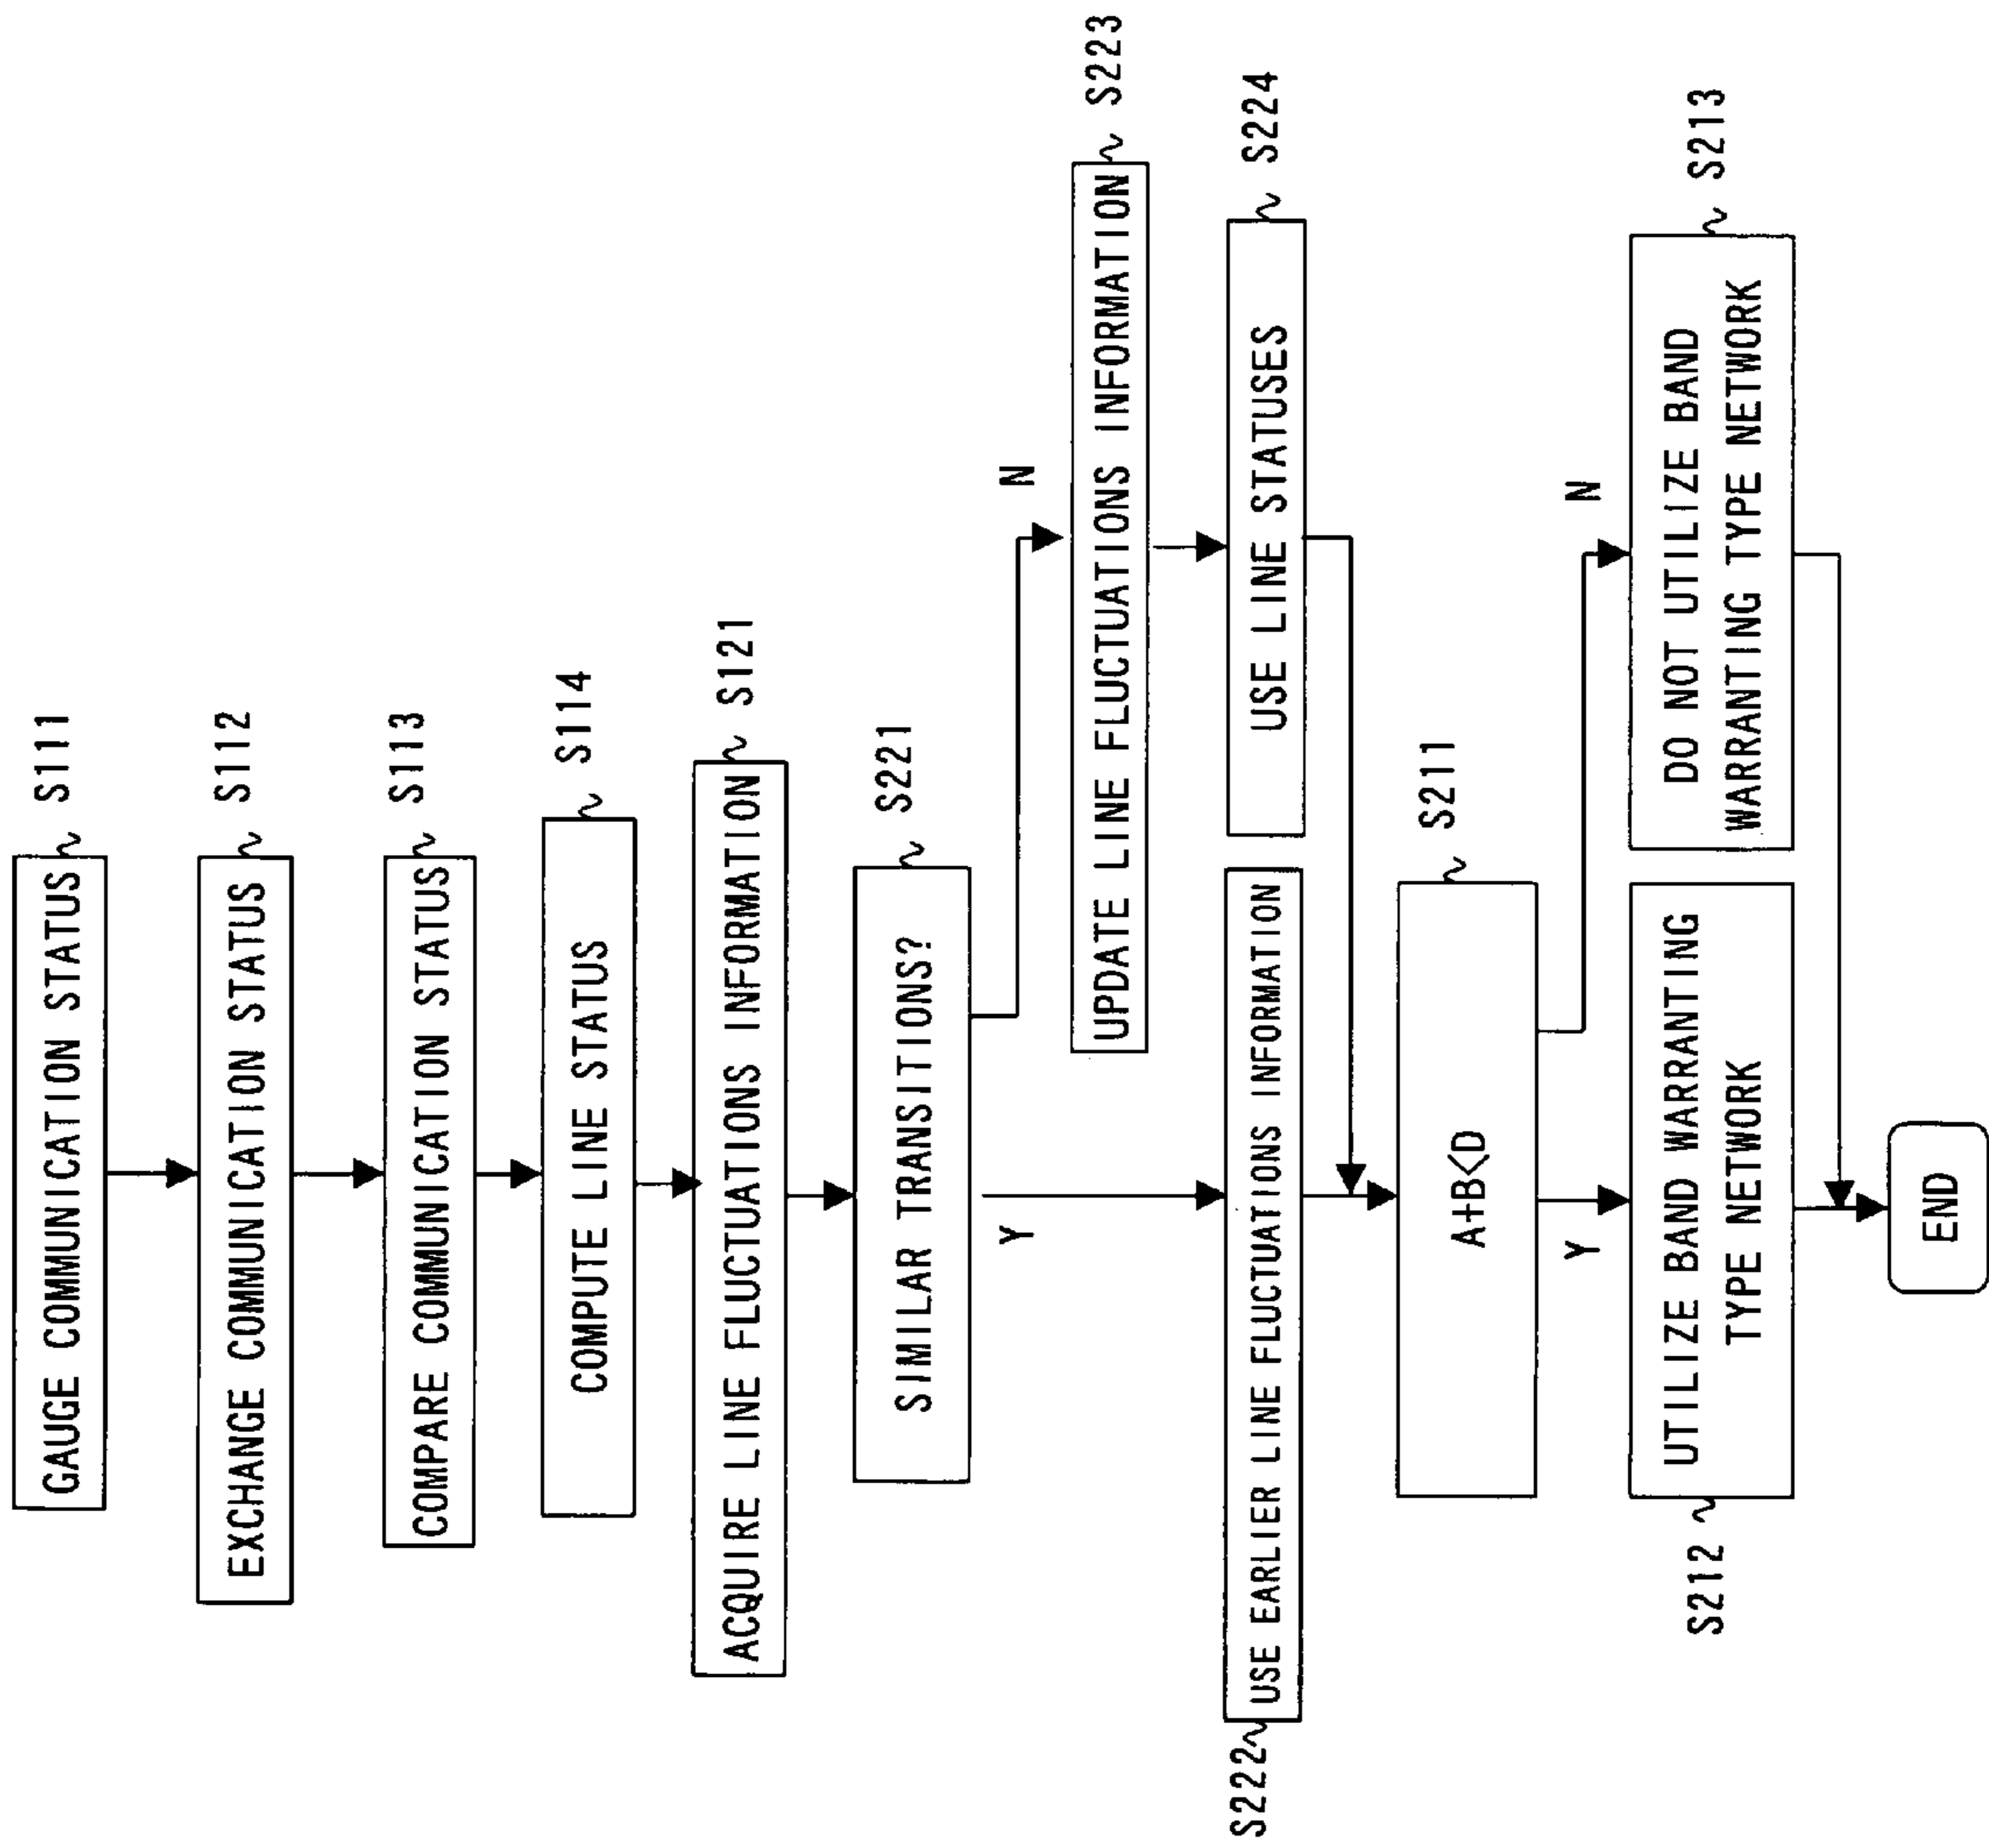 GAUGE COMMUNICATION STATUS
S111
EXCHANGE COMMUNICATION STATUS
S112
COMPARE COMMUNICATION STATUS
S113
COMPUTE LINE STATUS
S114
ACQUIRE LINE FLUCTUATIONS INFORMATION
S121
SIMILAR TRANSITIONS?
S221
Y
N
UPDATE LINE FLUCTUATIONS INFORMATION
S223
S222
USE EARLIER LINE FLUCTUATIONS INFORMATION
USE LINE STATUSES
S224
A+B<D
S211
Y
N
S212
UTILIZE BAND WARRANTING
TYPE NETWORK
DO NOT UTILIZE BAND
WARRANTING TYPE NETWORK
S213
END